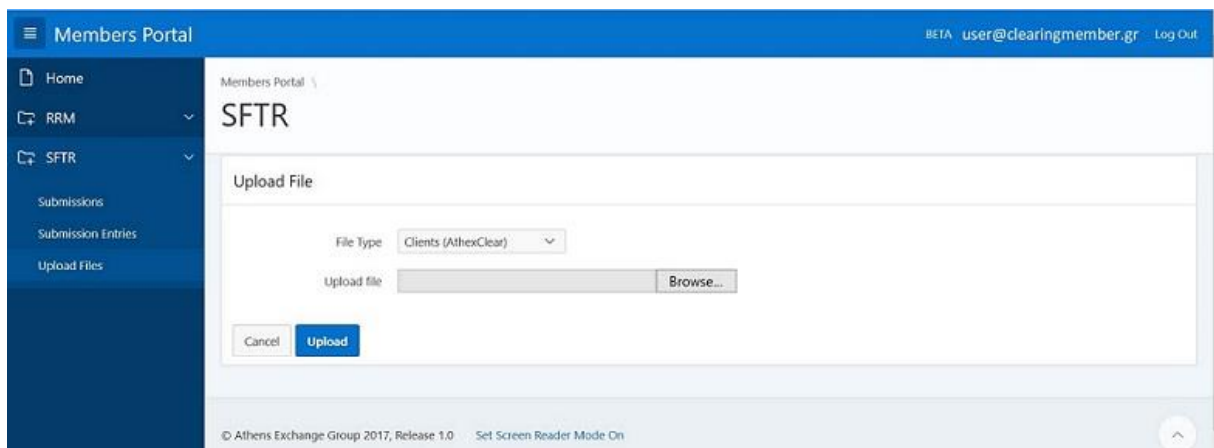 Members Portal
BETA user@clearingmember.gr Log Out
Home
RRM
SFTR
Submissions
Submission Entries
Upload Files
Members Portal \
SFTR
Upload File
File Type Clients (AthexClear)
Upload file Browse...
Cancel Upload
© Athens Exchange Group 2017, Release 1.0 Set Screen Reader Mode On